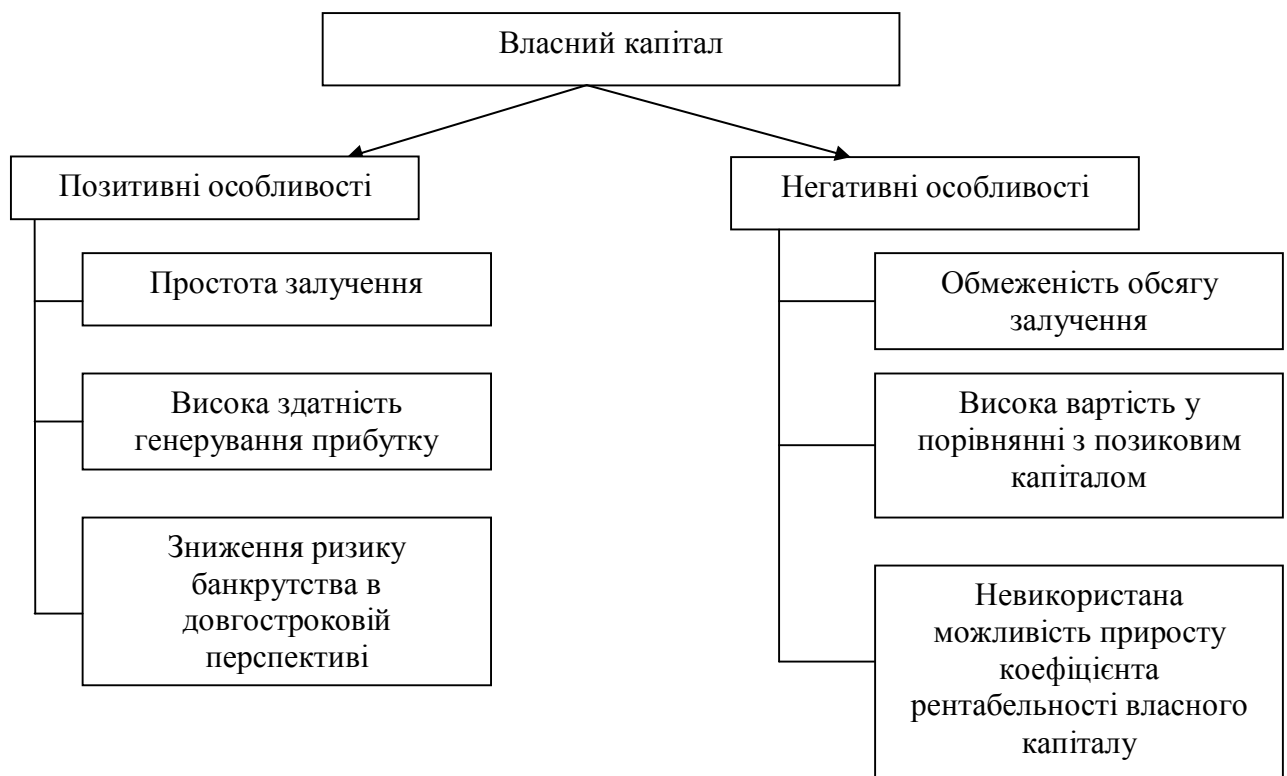 Власний капітал
Позитивні особливості
Простота залучення
Висока здатність
генерування прибутку
Зниження ризику
банкрутства в
довгостроковій
перспективі
Негативні особливості
Обмеженість обсягу
залучення
Висока вартість у
порівнянні з позиковим
капіталом
Невикористана
можливість приросту
коефіцієнта
рентабельності власного
капіталу